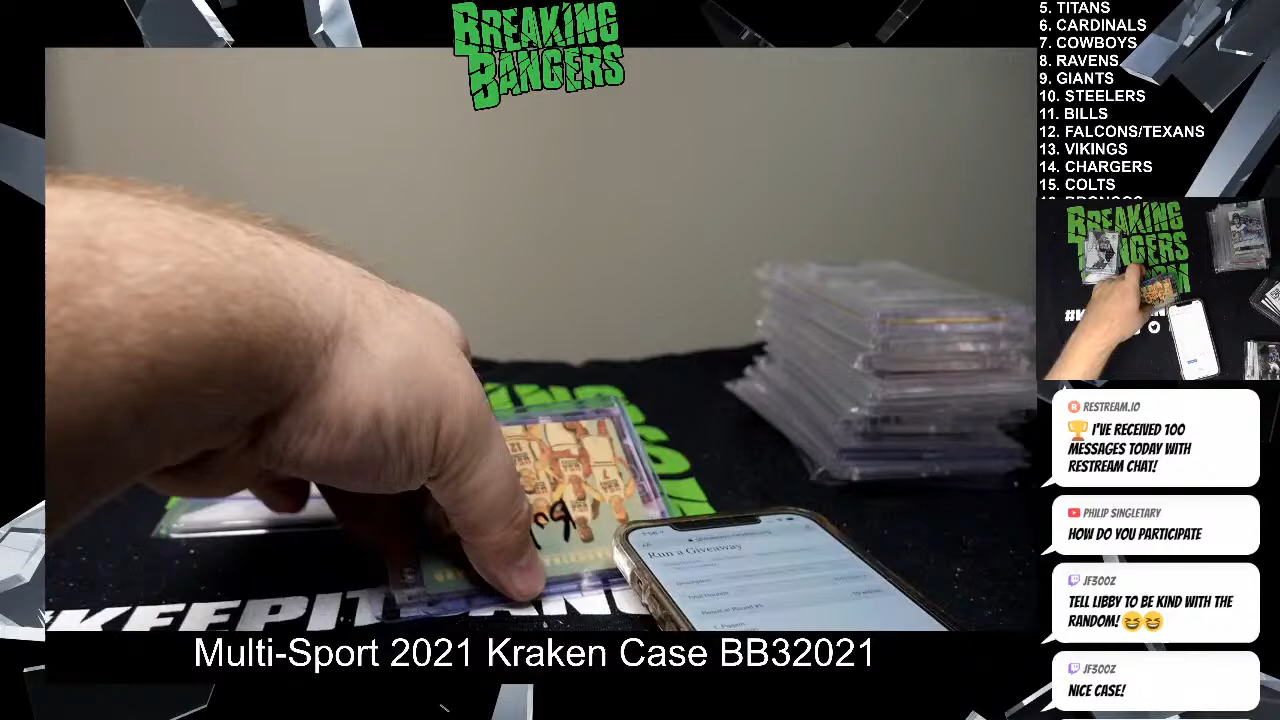 BREAKING
BANGERS
5. TITANS
6. CARDINALS
7. COWBOYS
8. RAVENS
9. GIANTS
10. STEELERS
11. BILLS
12. FALCONS/TEXANS
13. VIKINGS
14. CHARGERS
15. COLTS
BREAKING
RESTREAM.IO
🏆 I'VE RECEIVED 100
MESSAGES TODAY WITH
RESTREAM CHAT!
PHILIP SINGLETARY
HOW DO YOU PARTICIPATE
JF300Z
TELL LIBBY TO BE KIND WITH THE
RANDOM! 😆😆
JF300Z
NICE CASE!
Run a Giveaway
#KEEPIT
Multi-Sport 2021 Kraken Case BB32021